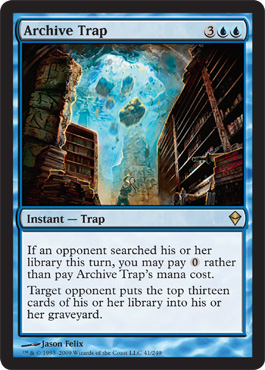 Archive Trap 3
Instant — Trap
If an opponent searched his or her
library this turn, you may pay 0 rather
than pay Archive Trap's mana cost.
Target opponent puts the top thirteen
cards of his or her library into his or
her graveyard.
Jason Felix
™ & © 1993–2009 Wizards of the Coast LLC 41/249